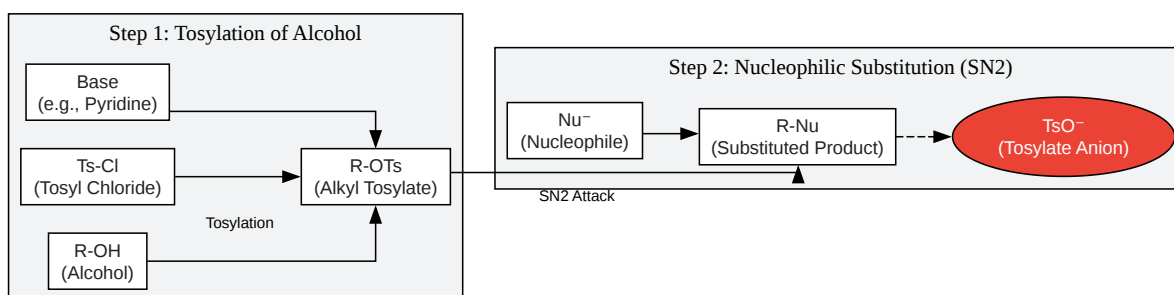 Step 1: Tosylation of Alcohol
Base
(e.g., Pyridine)
Ts-Cl
(Tosyl Chloride)
R-OH
(Alcohol)
Tosylation
R-OTs
(Alkyl Tosylate)
SN2 Attack
Step 2: Nucleophilic Substitution (SN2)
Nu⁻
(Nucleophile)
R-Nu
(Substituted Product)
TsO⁻
(Tosylate Anion)